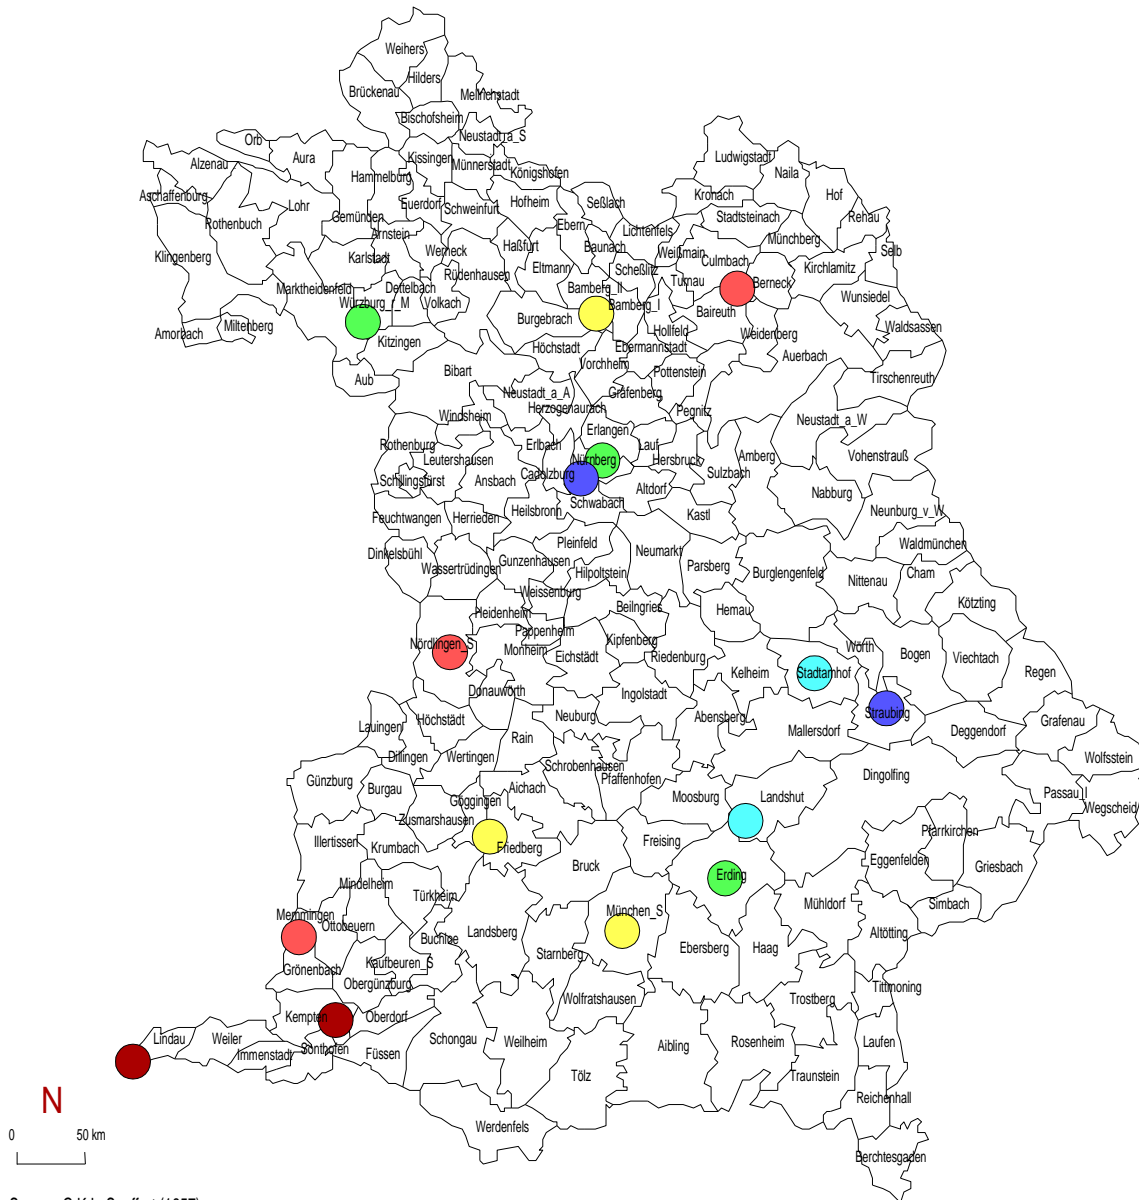 Weihers
Hilders
Brückenau
Mellrichstadt
Bischofsheim
Neustadt_a_S
Orb
Aura
Alzenau
Kissingen
Münnerstadt
Königshofen
Ludwigstadt
Naila
Hammelburg
Aschaffenburg
Lohr
Euerdorf
Schweinfurt
Hofheim
Seßlach
Kronach
Hof
Rothenbuch
Gemünden
Ebern
Lichtenfels
Stadtsteinach
Rehau
Arnstein
Werneck
Haßfurt
Baunach
Weißmain
Münchberg
Selb
Klingenberg
Karlstadt
Rüdenhausen
Eltmann
Scheßlitz
Culmbach
Kirchlamitz
Marktheidenfeld
Dettelbach
Bamberg_II
Turnau
Berneck
Wunsiedel
Würzburg_r_M
Volkach
Burgebrach
Bamberg_I
Baireuth
Amorbach
Miltenberg
Kitzingen
Höchstadt
Ebermannstadt
Hollfeld
Weidenberg
Waldsassen
Auerbach
Aub
Bibart
Vorchheim
Pottenstein
Tirschenreuth
Neustadt_a_A
Gräfenberg
Herzogenaurach
Pegnitz
Windsheim
Neustadt_a_W
Rothenburg
Erlbach
Erlangen
Lauf
Leutershausen
Nürnberg
Hersbruck
Amberg
Vohenstrauß
Schillingsfürst
Ansbach
Cadolzburg
Altdorf
Sulzbach
Nabburg
Feuchtwangen
Herrieden
Heilsbronn
Schwabach
Kastl
Neunburg_v_W
Dinkelsbühl
Pleinfeld
Neumarkt
Waldmünchen
Wassertrüdingen
Gunzenhausen
Hilpoltstein
Parsberg
Burglengenfeld
Nittenau
Cham
Weissenburg
Heidenheim
Beilngries
Hemau
Kötzting
Pappenheim
Nördlingen_S
Monheim
Kipfenberg
Eichstädt
Riedenburg
Kelheim
Stadtamhof
Wörth
Bogen
Viechtach
Regen
Donauwörth
Ingolstadt
Lauingen
Höchstädt
Neuburg
Abensberg
Straubing
Grafenau
Rain
Mallersdorf
Deggendorf
Dillingen
Wertingen
Wolfsstein
Schrobenhausen
Pfaffenhofen
Dingolfing
Günzburg
Burgau
Aichach
Göggingen
Moosburg
Landshut
Passau_I
Wegscheid
Zusmarshausen
Illertissen
Krumbach
Friedberg
Freising
Pfarrkirchen
Bruck
Eggenfelden
Griesbach
Mindelheim
Türkheim
Erding
Memmingen
Ottobeuern
München_S
Mühldorf
Simbach
Buchloe
Landsberg
Starnberg
Ebersberg
Haag
Altötting
Grönenbach
Kaufbeuren_S
Obergünzburg
Wolfratshausen
Trostberg
Tittmoning
Kempten
Oberdorf
Lindau
Weiler
Immenstadt
Sonthofen
Füssen
Schongau
Weilheim
Aibling
Rosenheim
Laufen
Tölz
Traunstein
Reichenhall
N
Werdenfels
0 50 km
Berchtesgaden